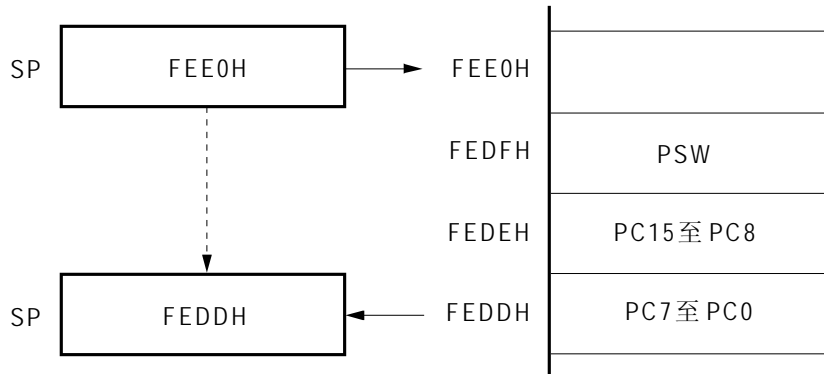 SP FEE0H FEE0H
FEDFH PSW
FEDEH PC15至PC8
SP FEDDH FEDDH PC7至PC0